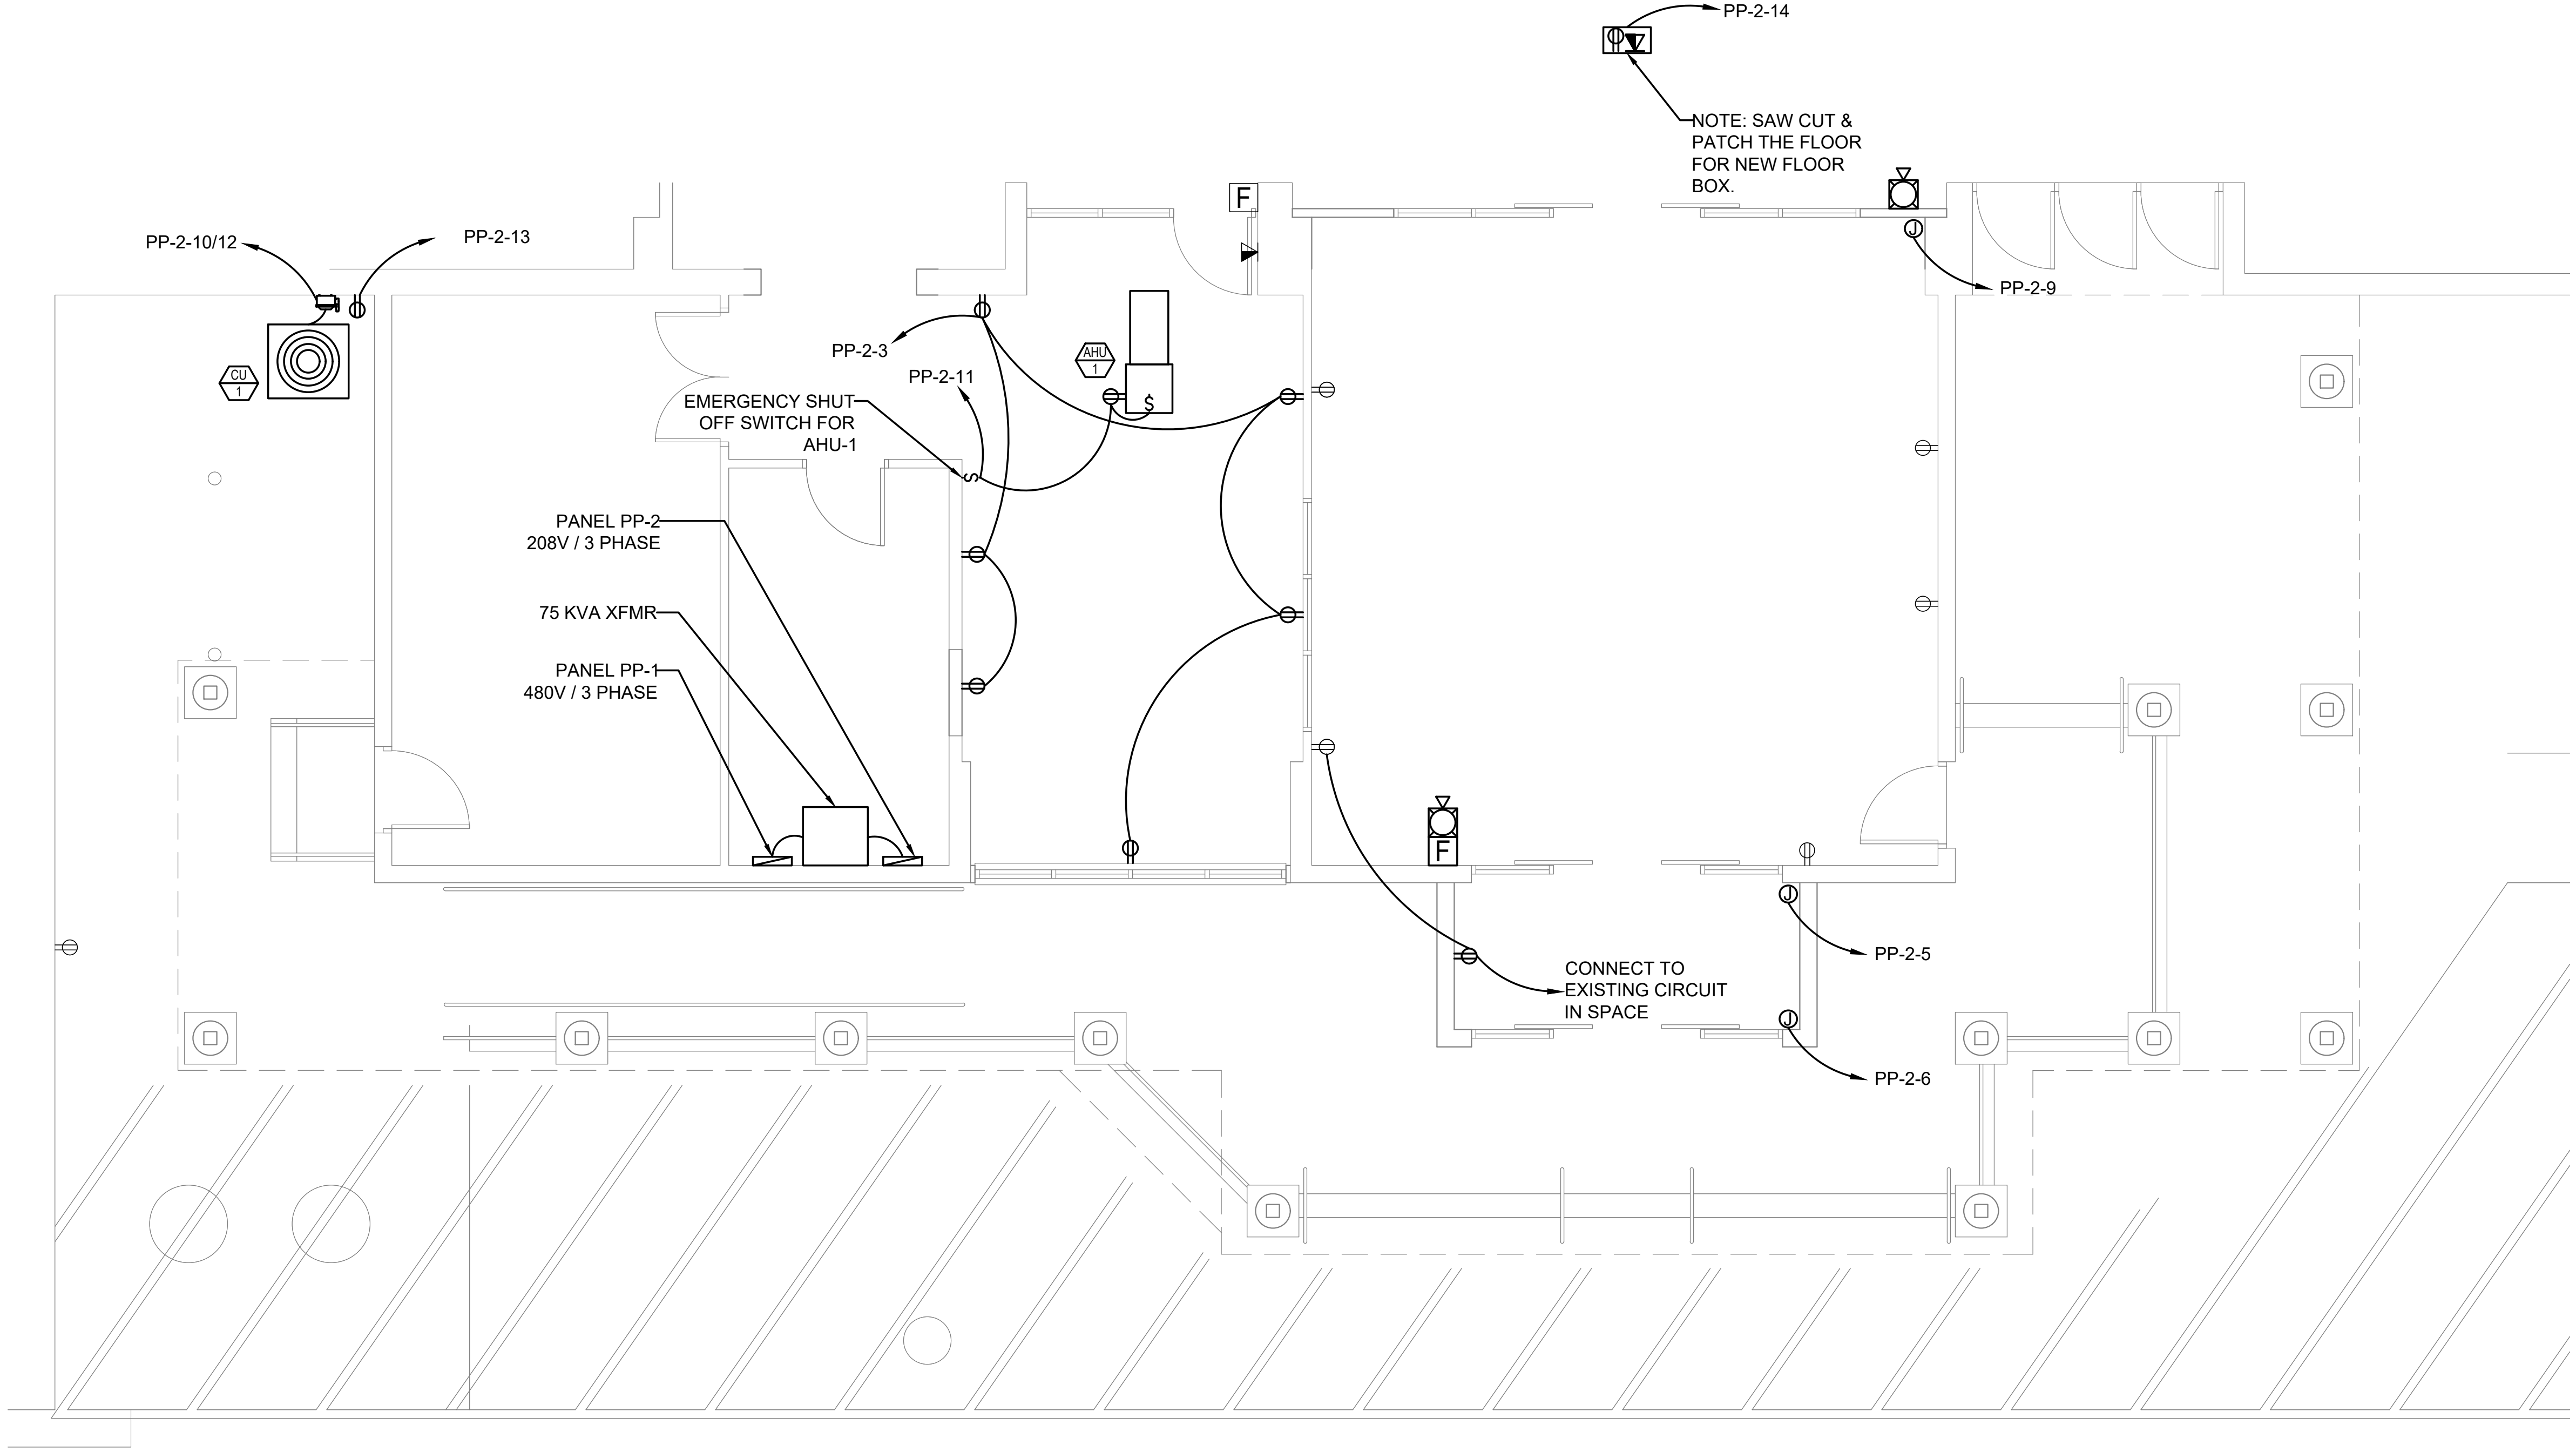 PP-2-14
NOTE: SAW CUT &
PATCH THE FLOOR
FOR NEW FLOOR
BOX.
F
J
PP-2-9
PP-2-10/12
PP-2-13
CU
1
PP-2-3
AHU
1
$
PP-2-11
EMERGENCY SHUT
OFF SWITCH FOR
AHU-1
S
PANEL PP-2
208V / 3 PHASE
75 KVA XFMR
PANEL PP-1
480V / 3 PHASE
F
J
PP-2-5
CONNECT TO
EXISTING CIRCUIT
IN SPACE
J
PP-2-6